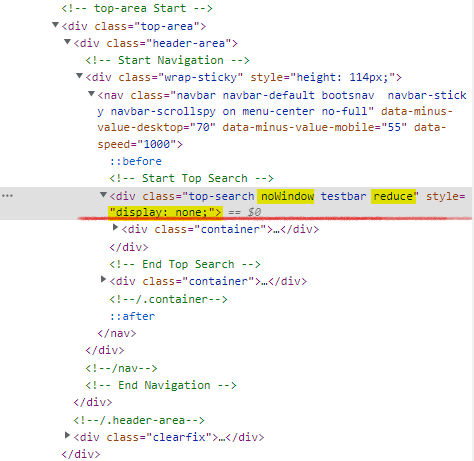 <!-- top-area Start -->
▼<div class="top-area">
▼<div class="header-area">
<!-- Start Navigation -->
▼<div class="wrap-sticky" style="height: 114px;">
▼<nav class="navbar navbar-default bootsnav  navbar-stick
y navbar-scrollspy on menu-center no-full" data-minus-
value-desktop="70" data-minus-value-mobile="55" data-
speed="1000">
::before
<!-- Start Top Search -->
… ▼<div class="top-search noWindow testbar reduce" style=
"display: none;"> == $0
▶<div class="container">…</div>
</div>
<!-- End Top Search-->
▶<div class="container">…</div>
<!--/.container-->
::after
</nav>
</div>
<!--/nav-->
<!-- End Navigation -->
</div>
<!--/.header-area-->
▶<div class="clearfix">…</div>
</div>